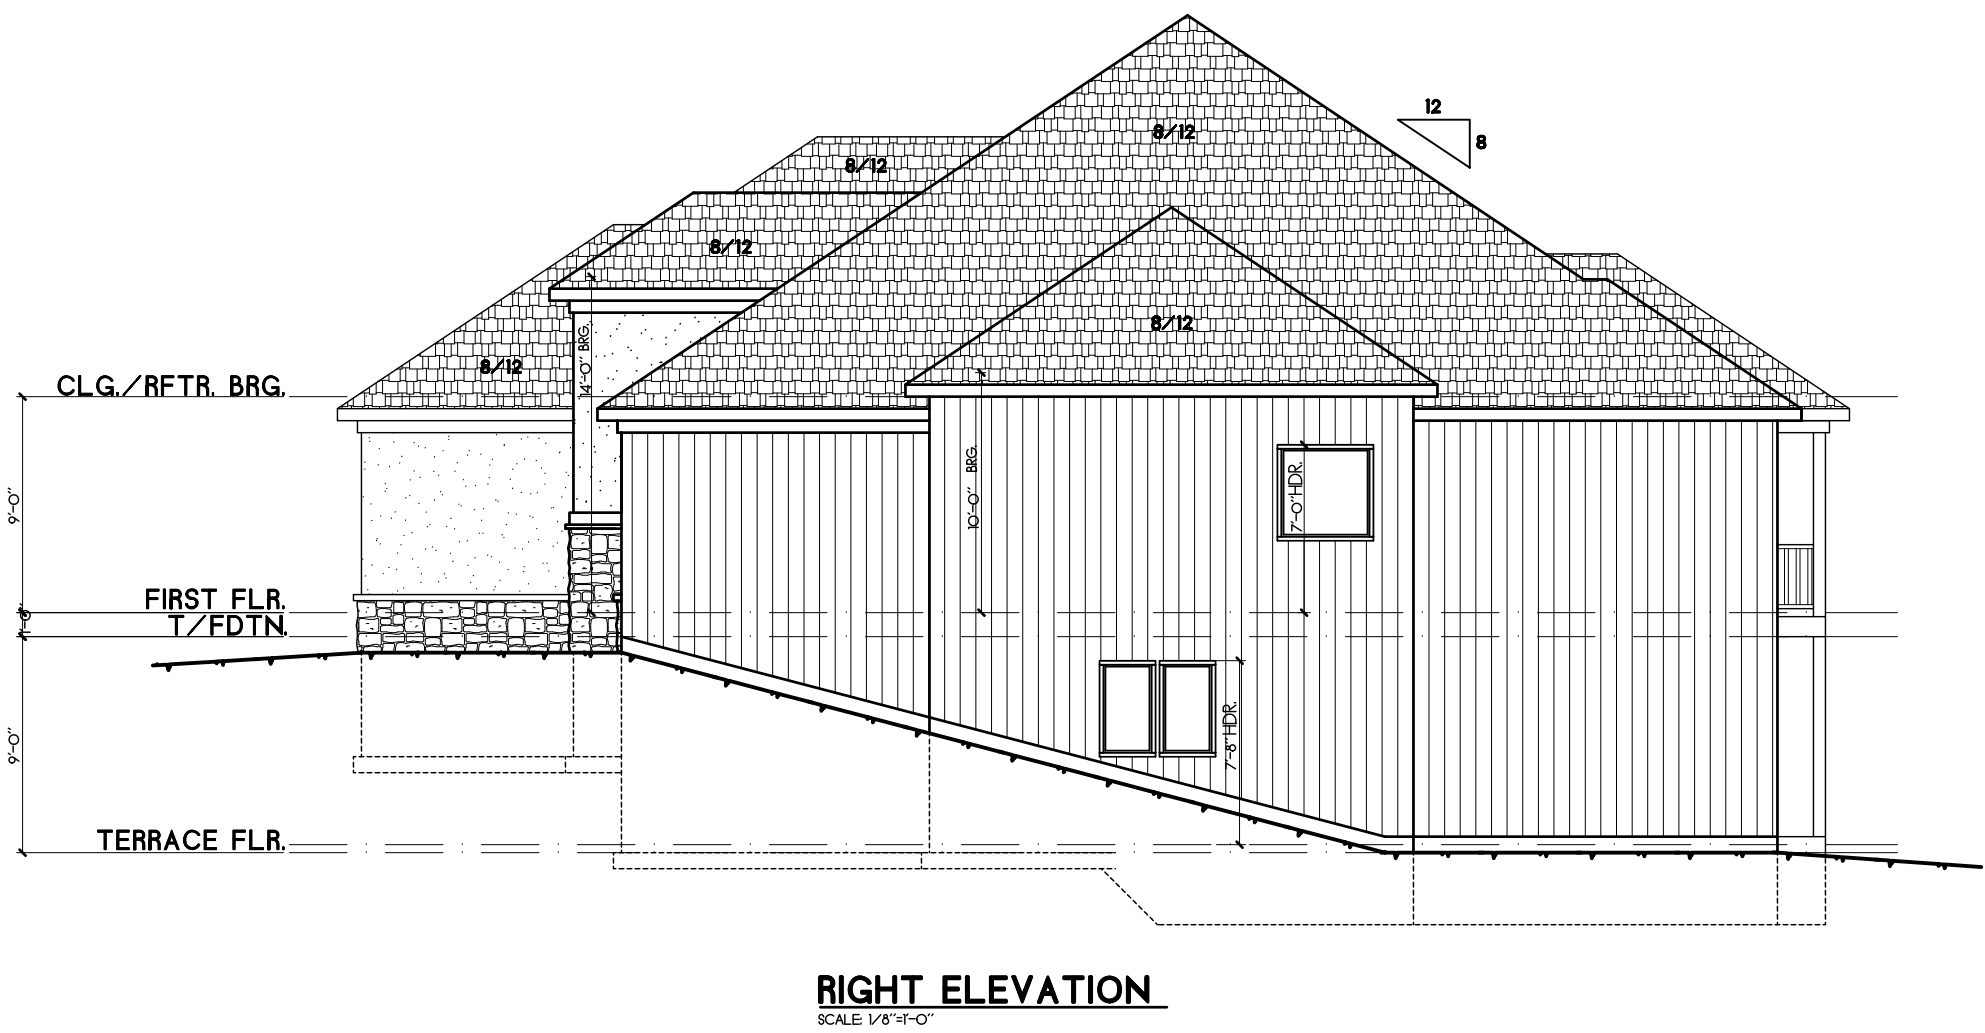 12
8
8/12
8/12
8/12
8/12
8/12
14'-0" BRG.
CLG./RFTR. BRG.
10'-0" BRG.
7'-0" HDR.
9'-0"
FIRST FLR.
1'-0
T/FDTN.
7'-8" HDR.
9'-0"
TERRACE FLR.
RIGHT ELEVATION
SCALE: 1/8"=1'-0"